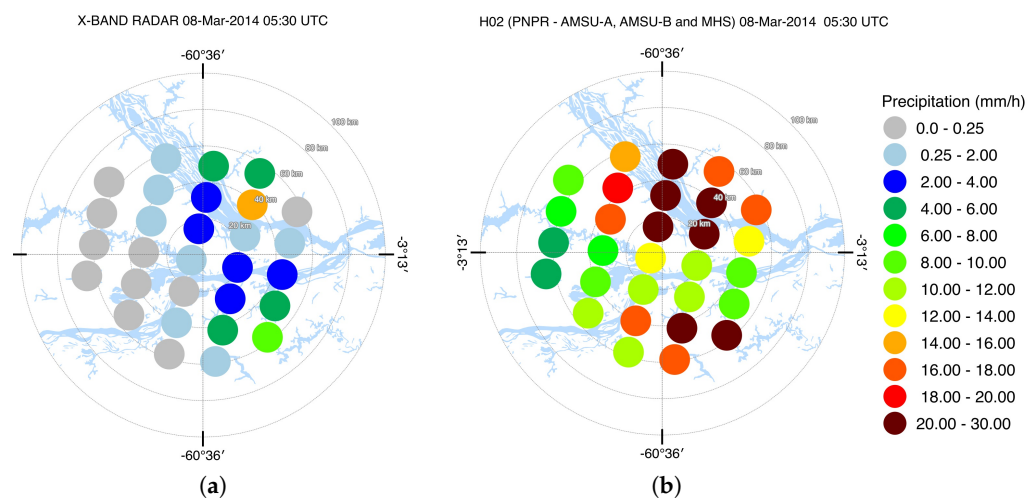 X-BAND RADAR 08-Mar-2014 05:30 UTC
H02 (PNPR - AMSU-A, AMSU-B and MHS) 08-Mar-2014 05:30 UTC
-60°36′
100 km
80 km
60 km
40 km
20 km
-3°13′
-60°36′
(a)
-60°36′
100 km
80 km
60 km
40 km
20 km
-3°13′
-3°13′
-60°36′
(b)
Precipitation (mm/h)
0.0 - 0.25
0.25 - 2.00
2.00 - 4.00
4.00 - 6.00
6.00 - 8.00
8.00 - 10.00
10.00 - 12.00
12.00 - 14.00
14.00 - 16.00
16.00 - 18.00
18.00 - 20.00
20.00 - 30.00